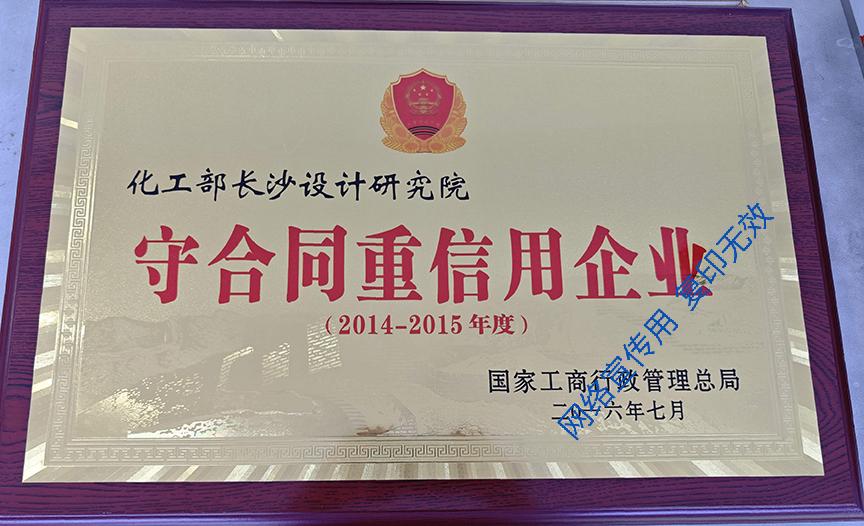 化工部长沙设计研究院
守合同重信用企业
(2014-2015年度)
国家工商行政管理总局
二〇一六年七月
网络宣传用 复印无效